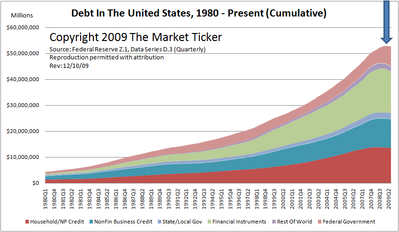 Debt In The United States, 1980 - Present (Cumulative)
Millions
Copyright 2009 The Market Ticker
Source: Federal Reserve Z.1, Data Series D.3 (Quarterly)
Reproduction permitted with attribution
Rev: 12/10/09
$60,000,000
$50,000,000
$40,000,000
$30,000,000
$20,000,000
$10,000,000
$0
Household/NP Credit NonFin Business Credit State/Local Gov Financial Instruments Rest Of World Federal Government